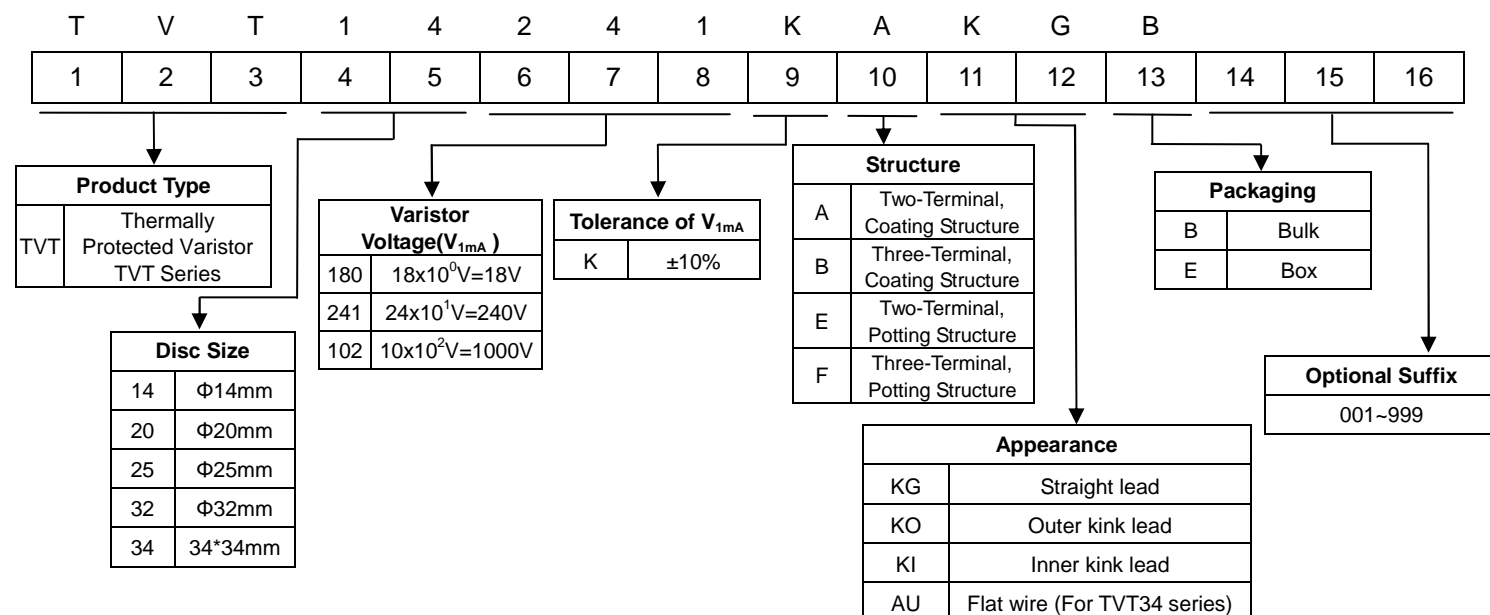 T V T 1 4 2 4 1 K A K G B
1 2 3 4 5 6 7 8 9 10 11 12 13 14 15 16
Product Type
TVT Thermally
Protected Varistor
TVT Series
Disc Size
14 Φ14mm
20 Φ20mm
25 Φ25mm
32 Φ32mm
34 34*34mm
Varistor
Voltage(V1mA )
180 18x10⁰V=18V
241 24x10¹V=240V
102 10x10²V=1000V
Tolerance of V1mA
K ±10%
Structure
A Two-Terminal,
Coating Structure
B Three-Terminal,
Coating Structure
E Two-Terminal,
Potting Structure
F Three-Terminal,
Potting Structure
Appearance
KG Straight lead
KO Outer kink lead
KI Inner kink lead
AU Flat wire (For TVT34 series)
Packaging
B Bulk
E Box
Optional Suffix
001~999